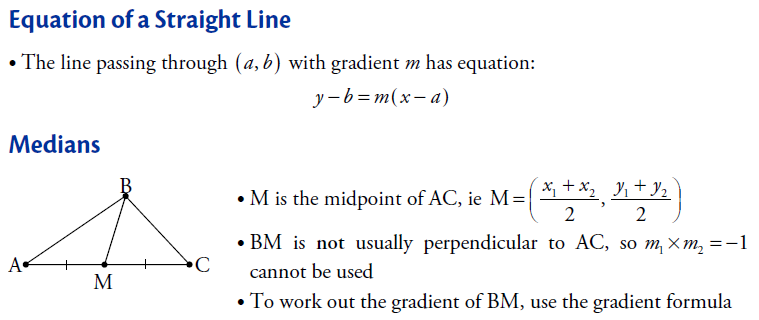 Equation of a Straight Line
• The line passing through (a, b) with gradient m has equation:
y − b = m(x − a)
Medians
B
A
C
M
• M is the midpoint of AC, ie M = ( (x₁ + x₂)/2 , (y₁ + y₂)/2 )
• BM is not usually perpendicular to AC, so m₁ × m₂ = −1
cannot be used
• To work out the gradient of BM, use the gradient formula